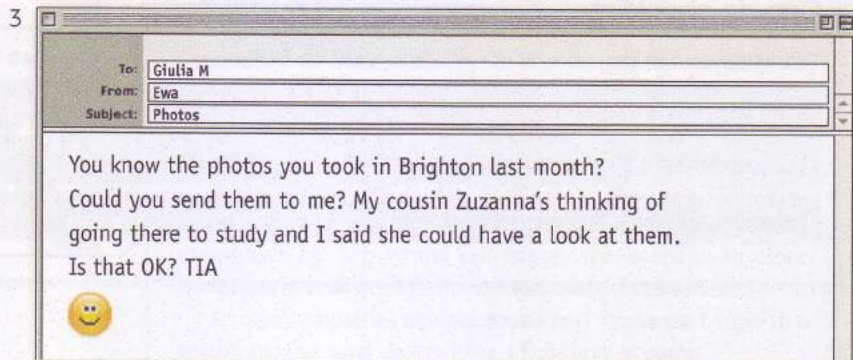 3
To: Giulia M
From: Ewa
Subject: Photos
You know the photos you took in Brighton last month?
Could you send them to me? My cousin Zuzanna's thinking of
going there to study and I said she could have a look at them.
Is that OK? TIA